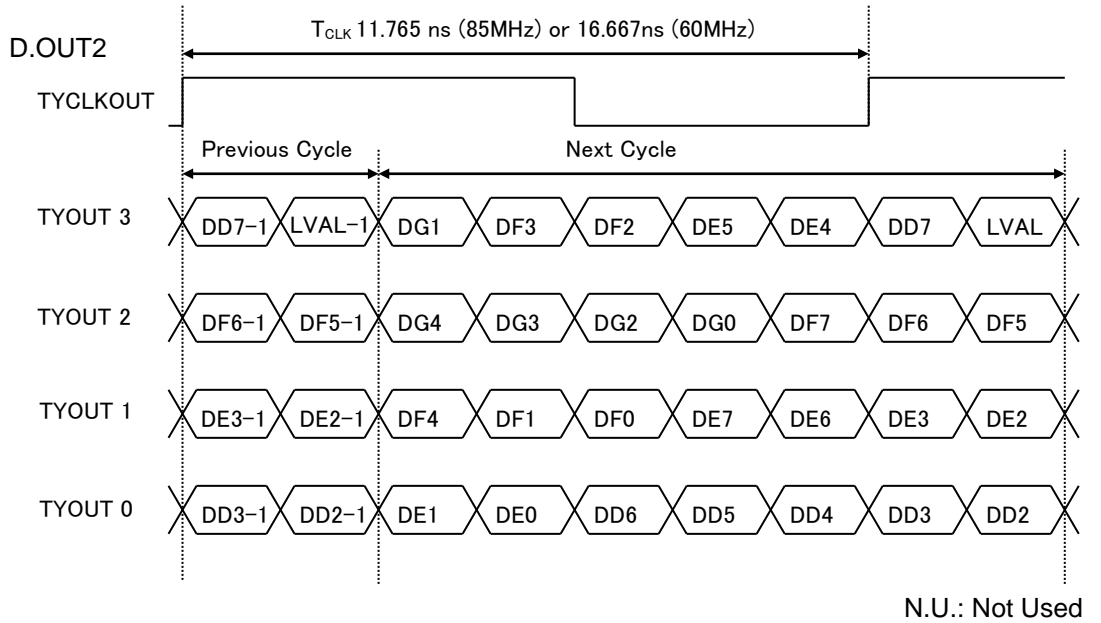 T_CLK 11.765 ns (85MHz) or 16.667ns (60MHz)
D.OUT2
TYCLKOUT
Previous Cycle Next Cycle
TYOUT 3 DD7-1 LVAL-1 DG1 DF3 DF2 DE5 DE4 DD7 LVAL
TYOUT 2 DF6-1 DF5-1 DG4 DG3 DG2 DG0 DF7 DF6 DF5
TYOUT 1 DE3-1 DE2-1 DF4 DF1 DF0 DE7 DE6 DE3 DE2
TYOUT 0 DD3-1 DD2-1 DE1 DE0 DD6 DD5 DD4 DD3 DD2
N.U.: Not Used